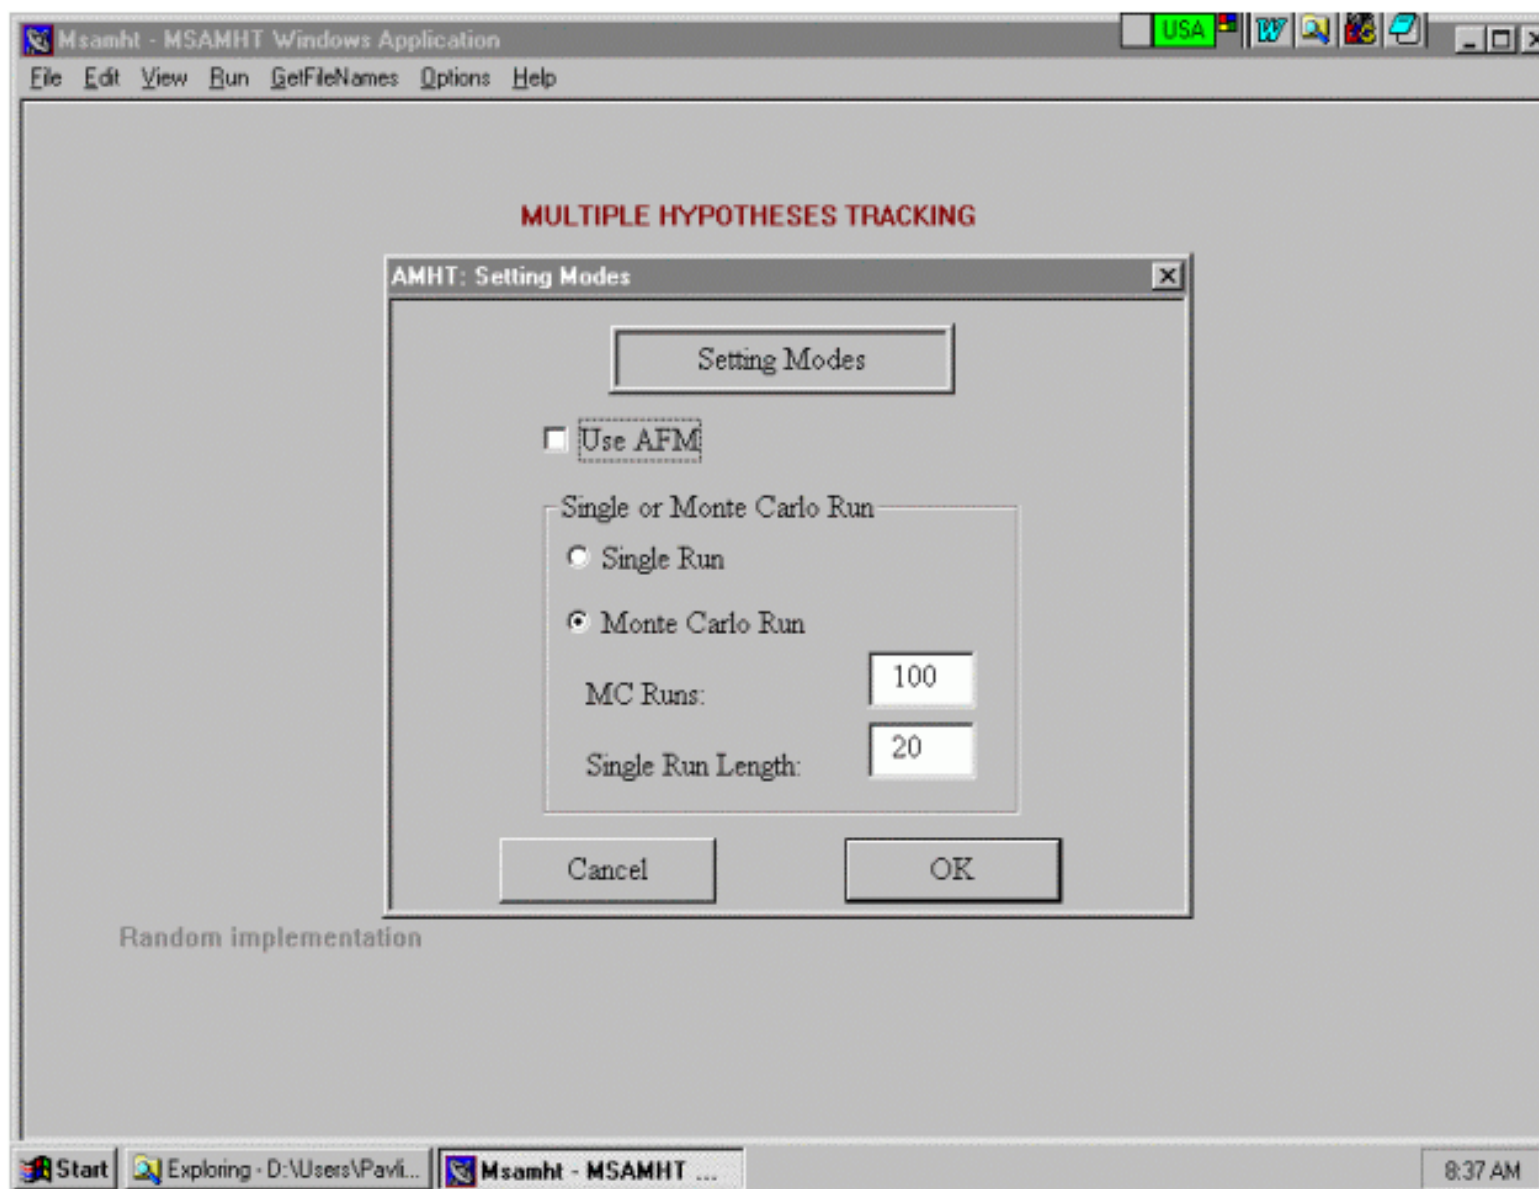 Msamht - MSAMHT Windows Application
USA
File Edit View Run GetFileNames Options Help
MULTIPLE HYPOTHESES TRACKING
AMHT: Setting Modes
Setting Modes
Use AFM
Single or Monte Carlo Run
Single Run
Monte Carlo Run
MC Runs: 100
Single Run Length: 20
Cancel OK
Random implementation
Start Exploring - D:\Users\Pavli... Msamht - MSAMHT ... 8:37 AM